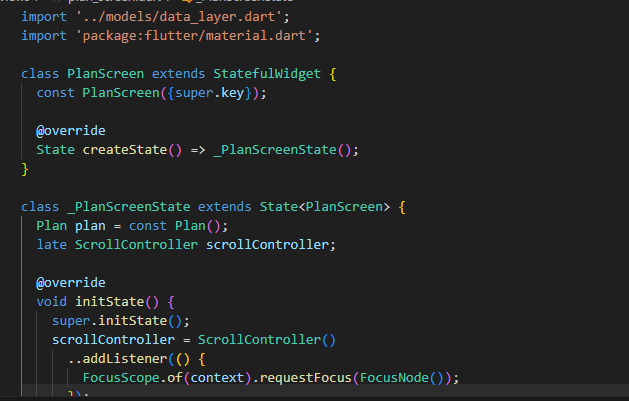 import '../models/data_layer.dart';
import 'package:flutter/material.dart';
class PlanScreen extends StatefulWidget {
const PlanScreen({super.key});
@override
State createState() => _PlanScreenState();
}
class _PlanScreenState extends State<PlanScreen> {
Plan plan = const Plan();
late ScrollController scrollController;
@override
void initState() {
super.initState();
scrollController = ScrollController()
..addListener(() {
FocusScope.of(context).requestFocus(FocusNode());
});